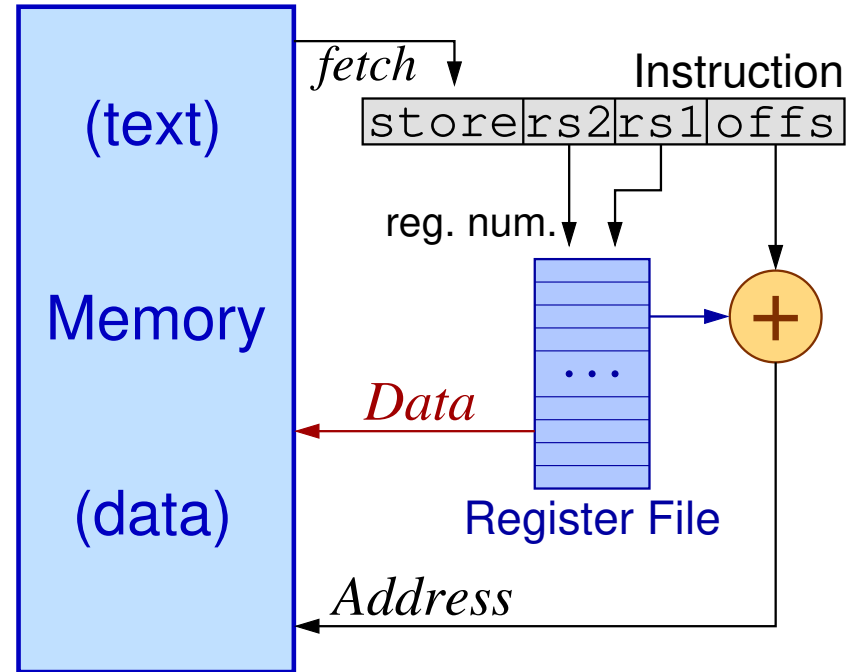 fetch
Instruction
(text)
store rs2 rs1 offs
reg. num.
Memory
+
...
Data
(data)
Register File
Address